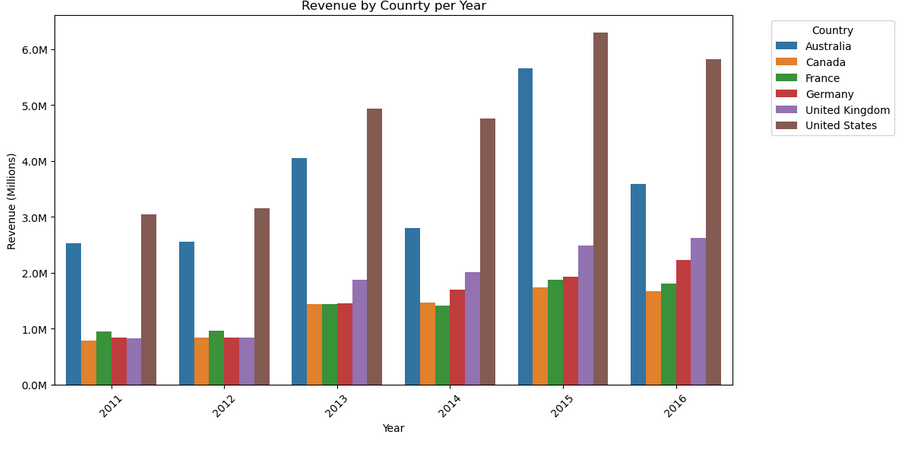 Revenue by Counrty per Year
6.0M
5.0M
4.0M
3.0M
2.0M
1.0M
0.0M
Revenue (Millions)
2011
2012
2013
2014
2015
2016
Year
Country
Australia
Canada
France
Germany
United Kingdom
United States